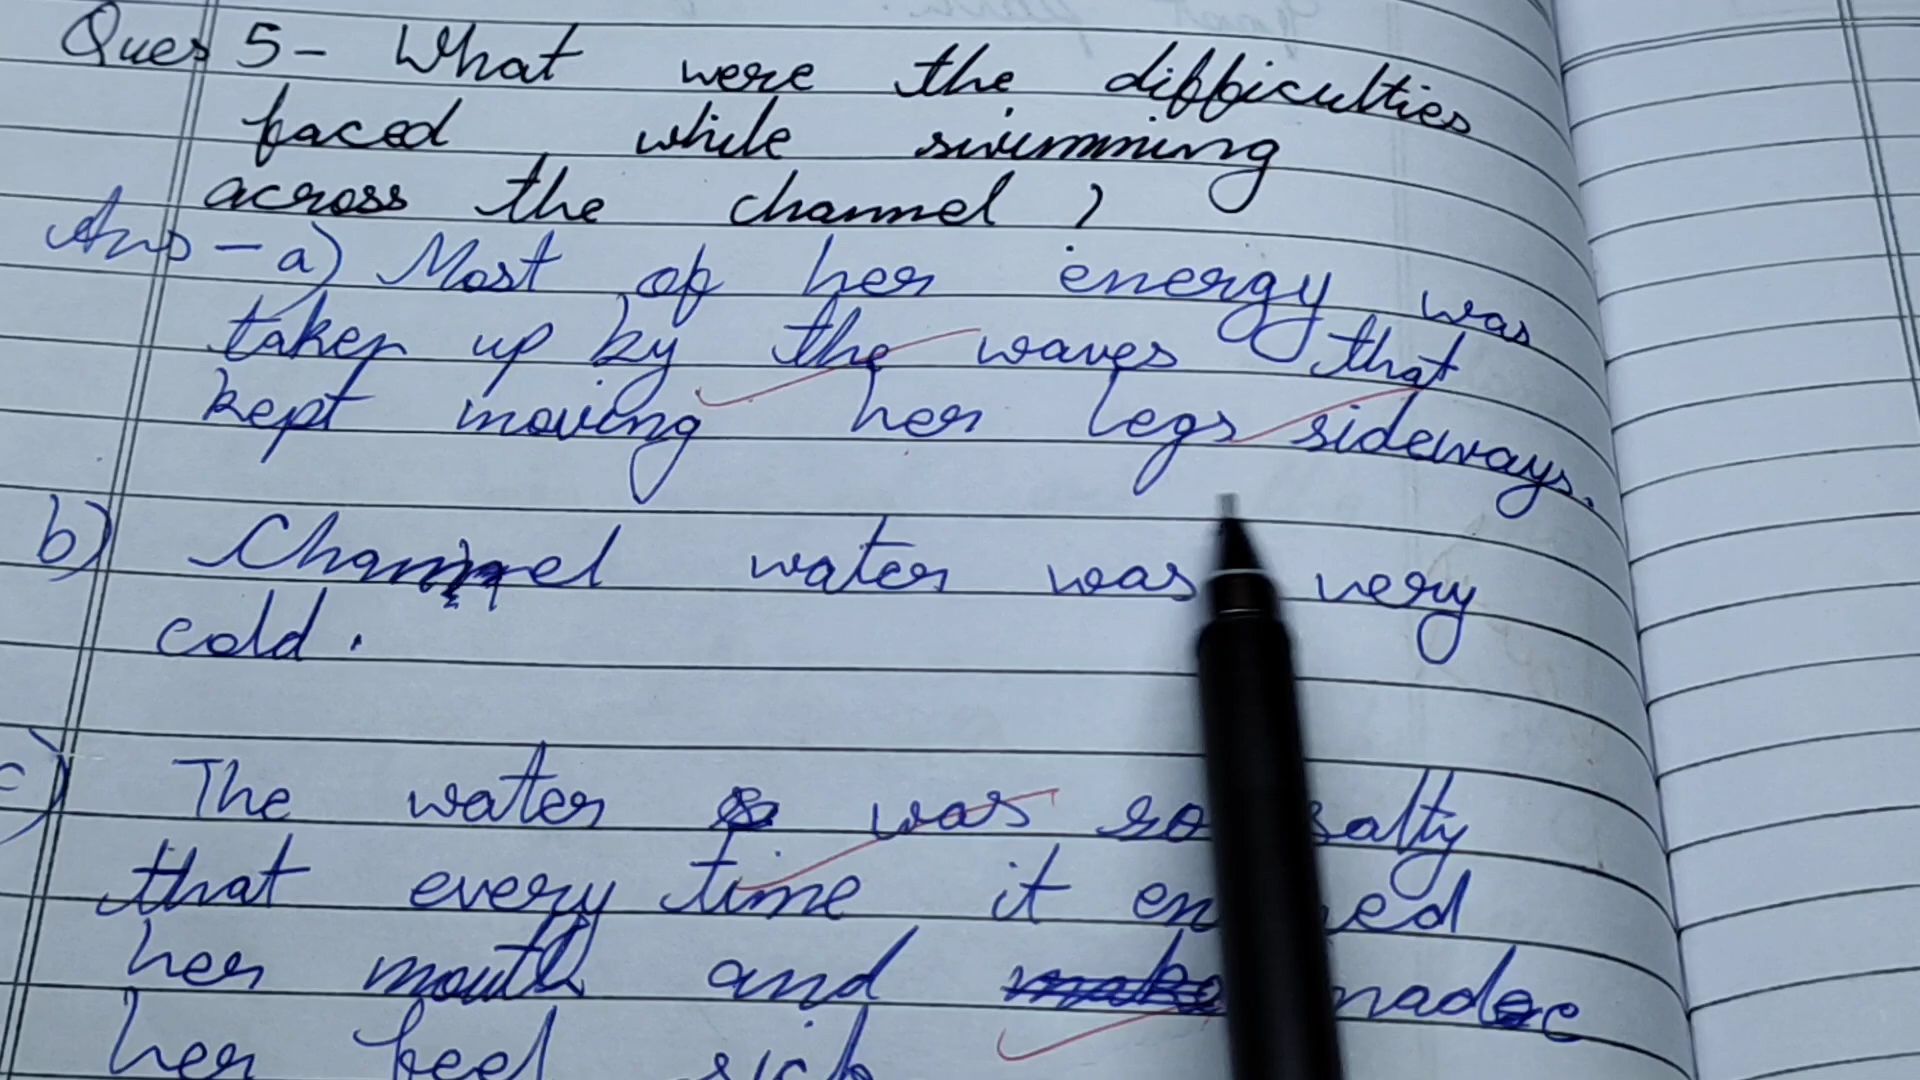 Ques 5- What were the difficulties
faced while swimming
across the channel ?
Ans - a) Most of her energy was
taken up by the waves that
kept moving her legs sideways.
b) Channel water was very
cold.
c) The water was so salty
that every time it
her mouth and made
her feel sick